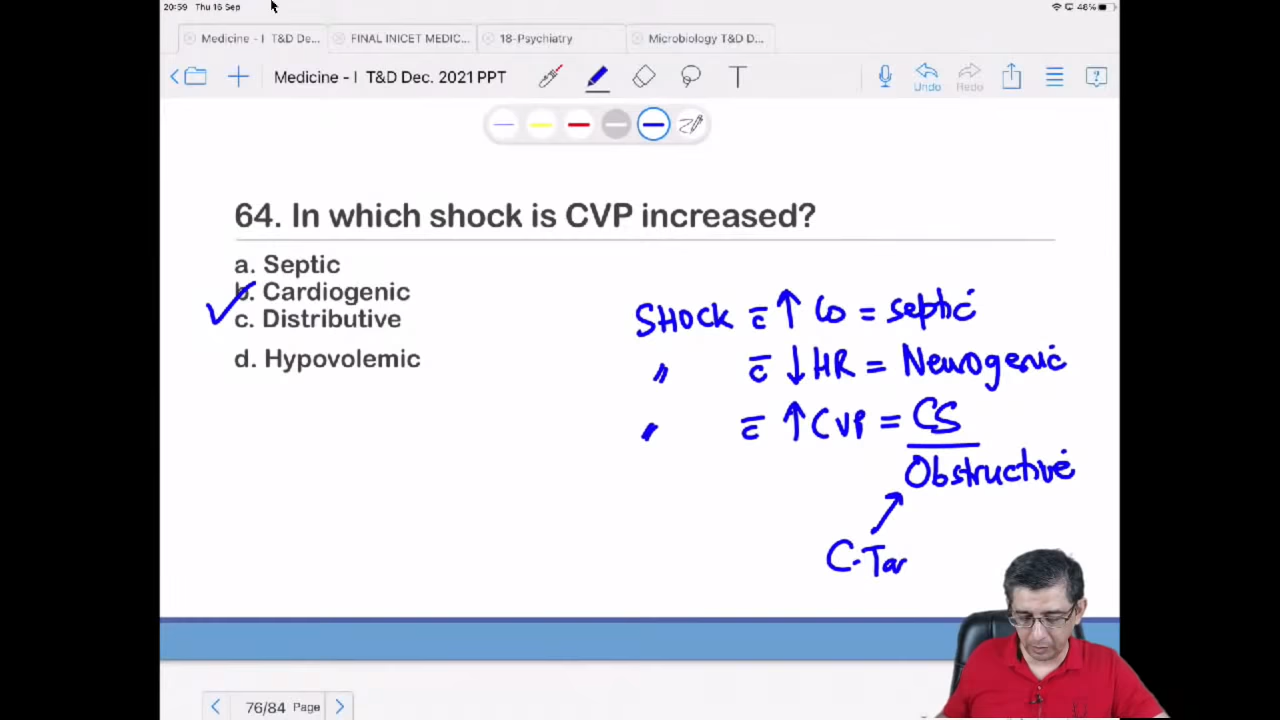 20:59 Thu 16 Sep
48%
Medicine - I T&D De...
FINAL INICET MEDIC...
18-Psychiatry
Microbiology T&D D...
Medicine - I T&D Dec. 2021 PPT
T
Undo
Redo
?
64. In which shock is CVP increased?
a. Septic
b. Cardiogenic
c. Distributive
d. Hypovolemic
SHOCK c̄ ↑ CO = septic
" c̄ ↓ HR = Neurogenic
" c̄ ↑ CVP = CS
Obstructive
C-Tam
76/84 Page